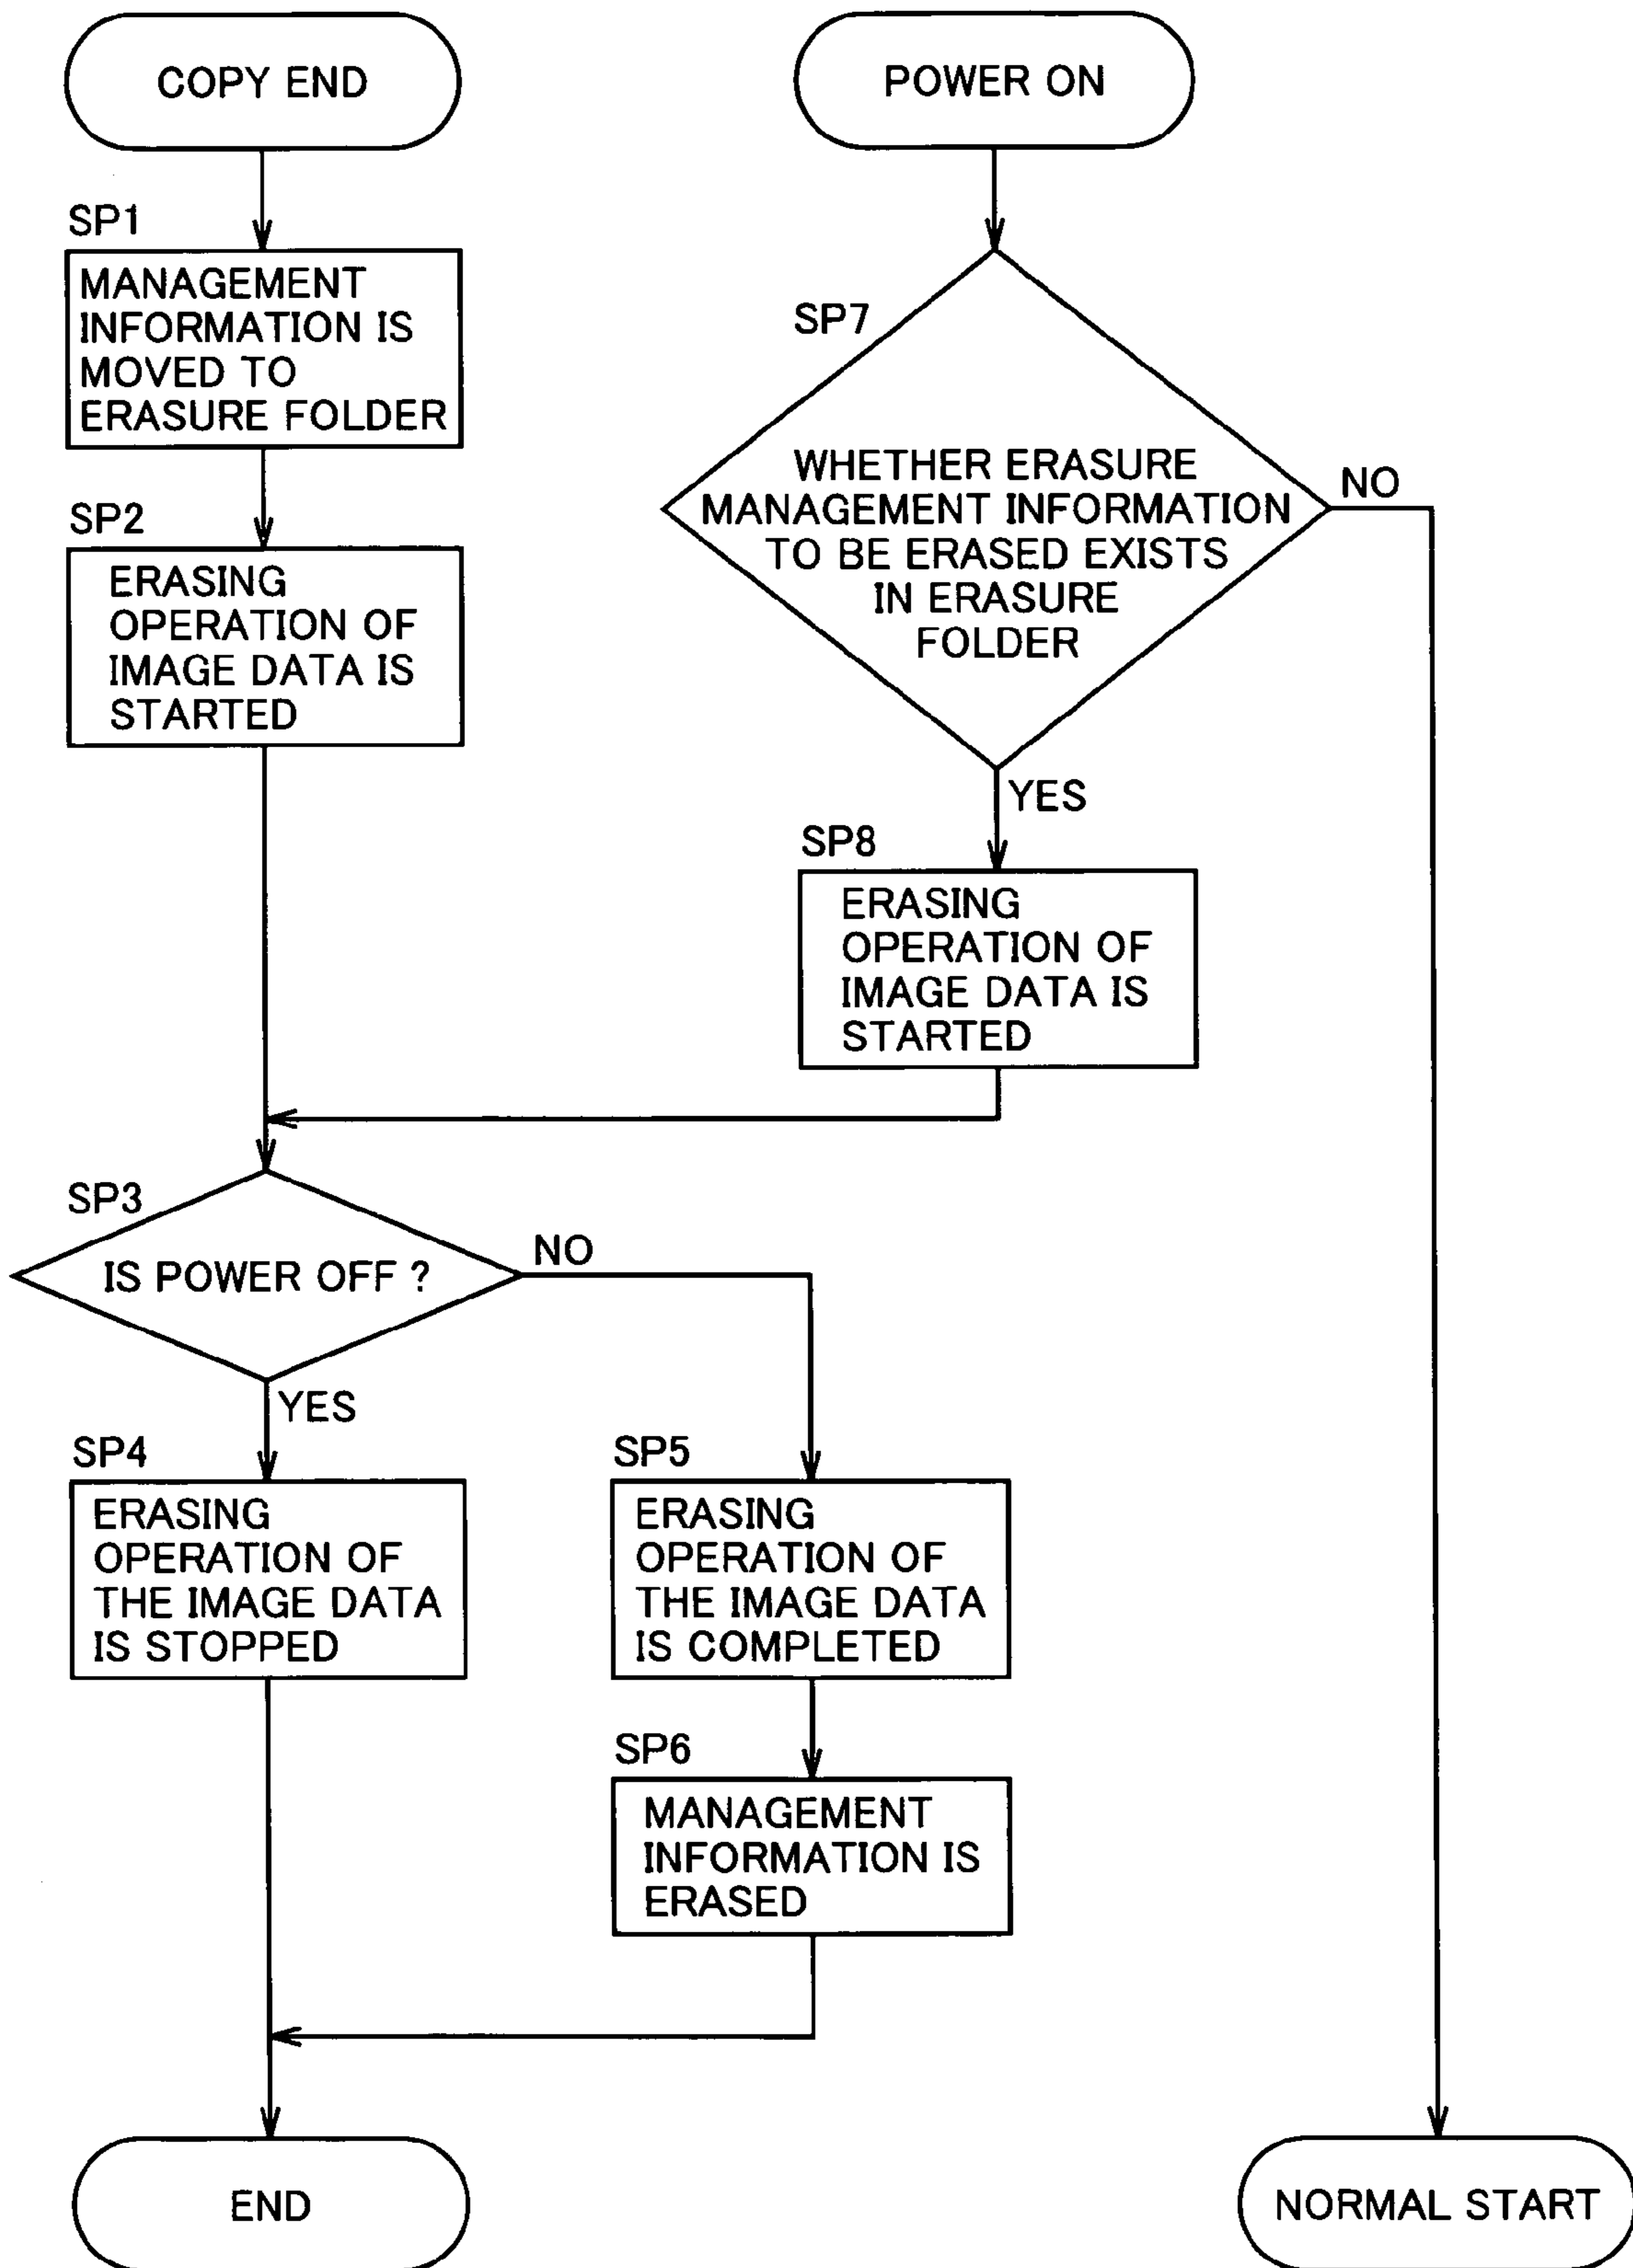 COPY END
SP1
MANAGEMENT
INFORMATION IS
MOVED TO
ERASURE FOLDER
SP2
ERASING
OPERATION OF
IMAGE DATA IS
STARTED
POWER ON
SP7
WHETHER ERASURE
MANAGEMENT INFORMATION
TO BE ERASED EXISTS
IN ERASURE
FOLDER
NO
YES
SP8
ERASING
OPERATION OF
IMAGE DATA IS
STARTED
SP3
IS POWER OFF ?
NO
YES
SP4
ERASING
OPERATION OF
THE IMAGE DATA
IS STOPPED
SP5
ERASING
OPERATION OF
THE IMAGE DATA
IS COMPLETED
SP6
MANAGEMENT
INFORMATION IS
ERASED
END
NORMAL START